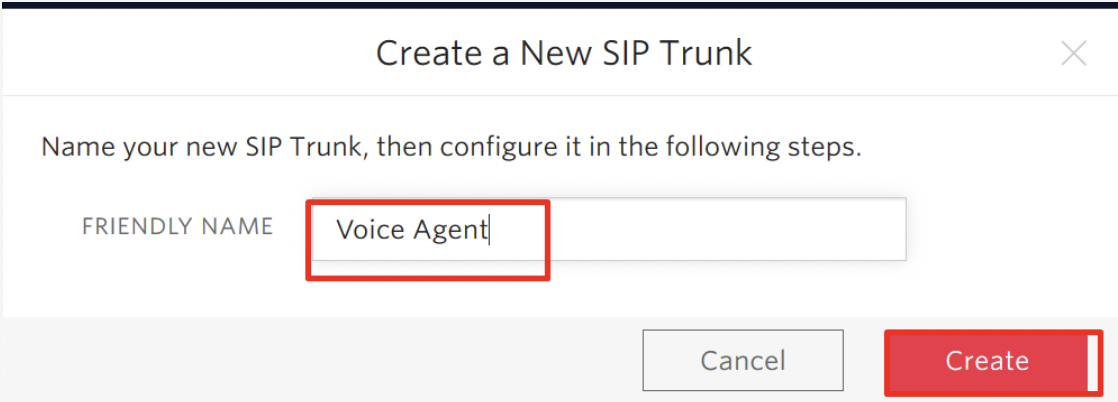 Create a New SIP Trunk
Name your new SIP Trunk, then configure it in the following steps.
FRIENDLY NAME
Voice Agent
Cancel
Create